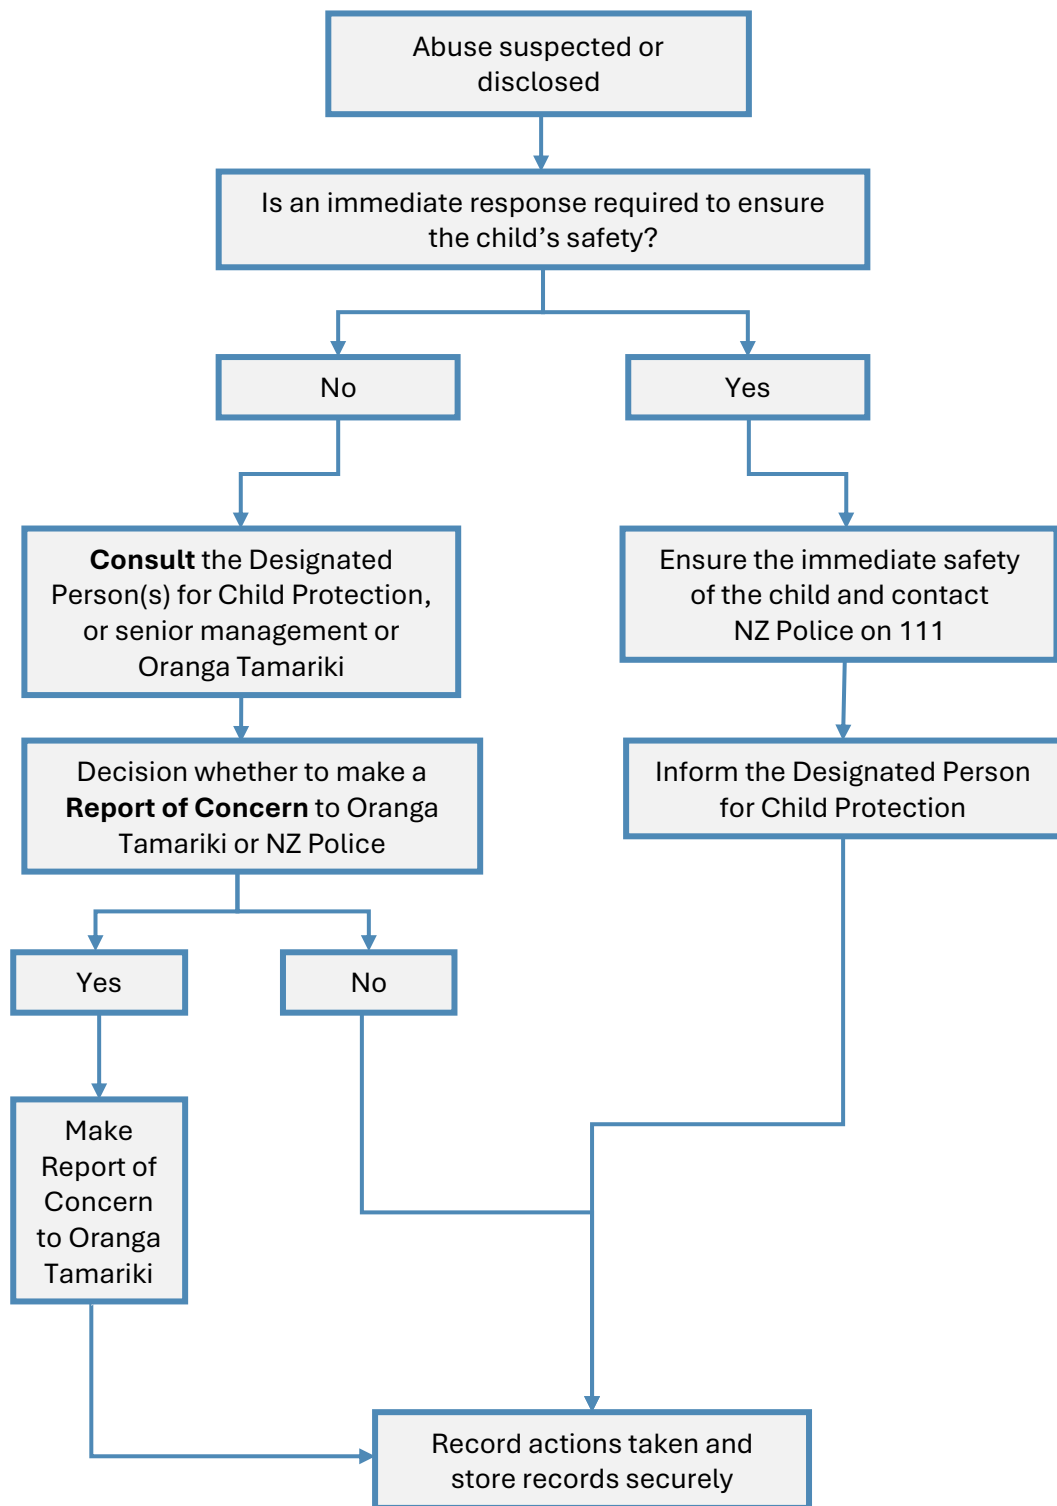 Abuse suspected or
disclosed
Is an immediate response required to ensure
the child’s safety?
No
Yes
Consult the Designated
Person(s) for Child Protection,
or senior management or
Oranga Tamariki
Ensure the immediate safety
of the child and contact
NZ Police on 111
Decision whether to make a
Report of Concern to Oranga
Tamariki or NZ Police
Inform the Designated Person
for Child Protection
Yes
No
Make
Report of
Concern
to Oranga
Tamariki
Record actions taken and
store records securely